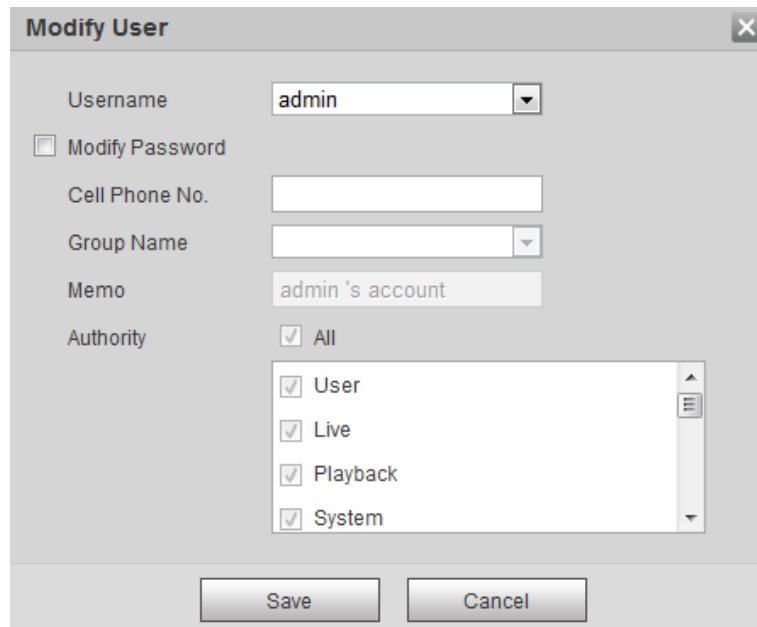 Modify User
Username admin
Modify Password
Cell Phone No.
Group Name
Memo admin 's account
Authority All
User
Live
Playback
System
Save Cancel